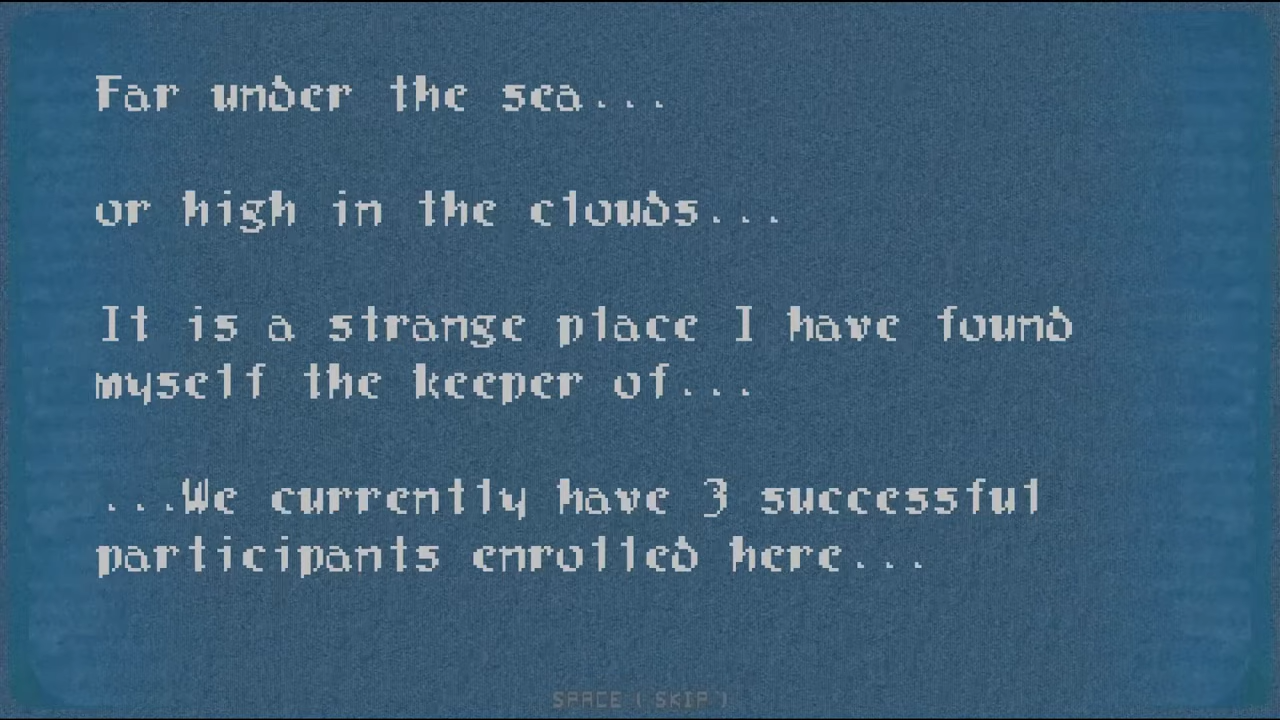 Far under the sea...
or high in the clouds...
It is a strange place I have found
myself the keeper of...
...We currently have 3 successful
participants enrolled here...
SPACE ( SKIP )